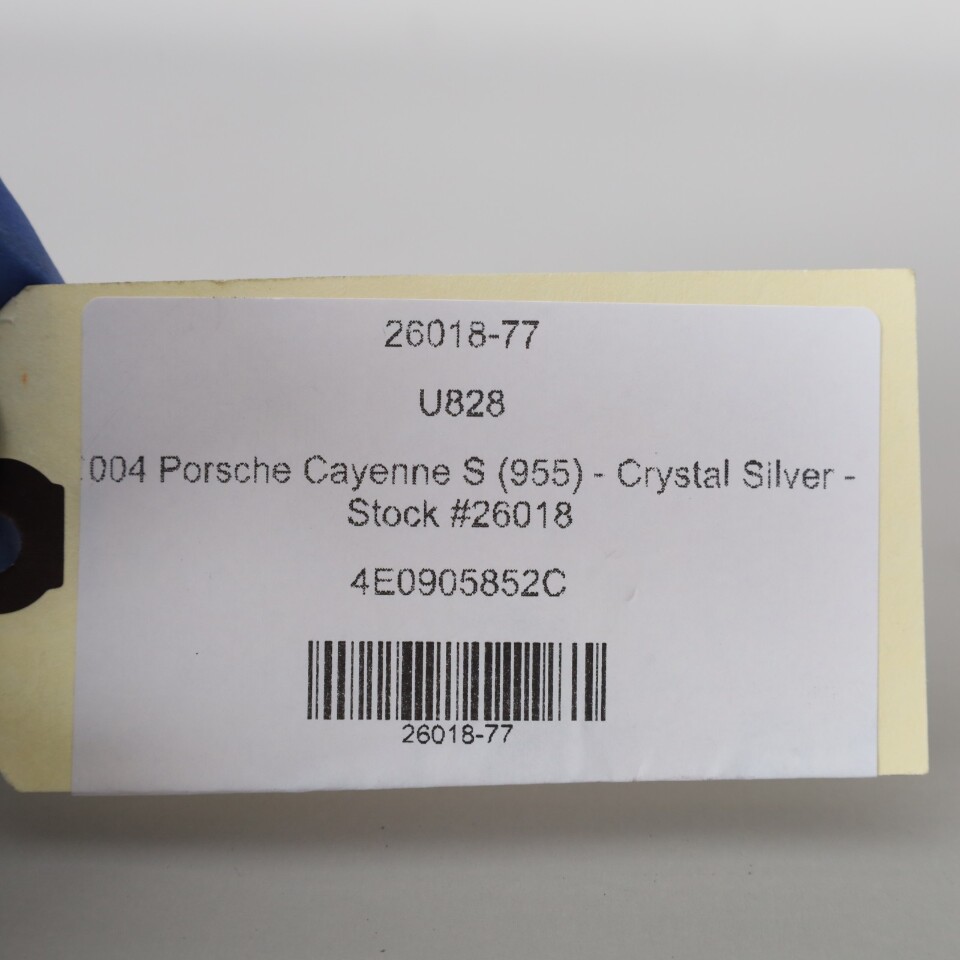 26018-77
U828
004 Porsche Cayenne S (955) - Crystal Silver -
Stock #26018
4E0905852C
26018-77